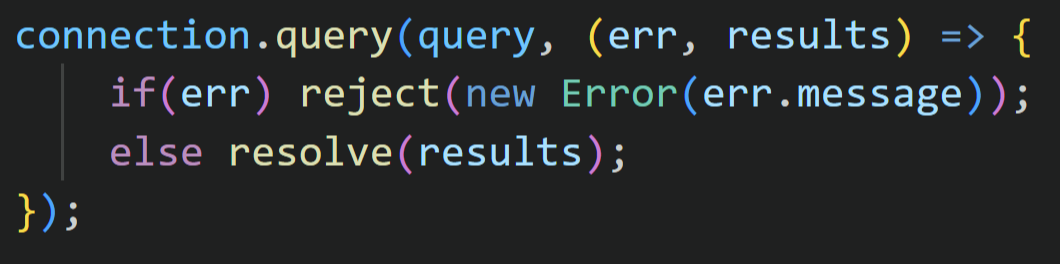 connection.query(query, (err, results) => {
    if(err) reject(new Error(err.message));
    else resolve(results);
});